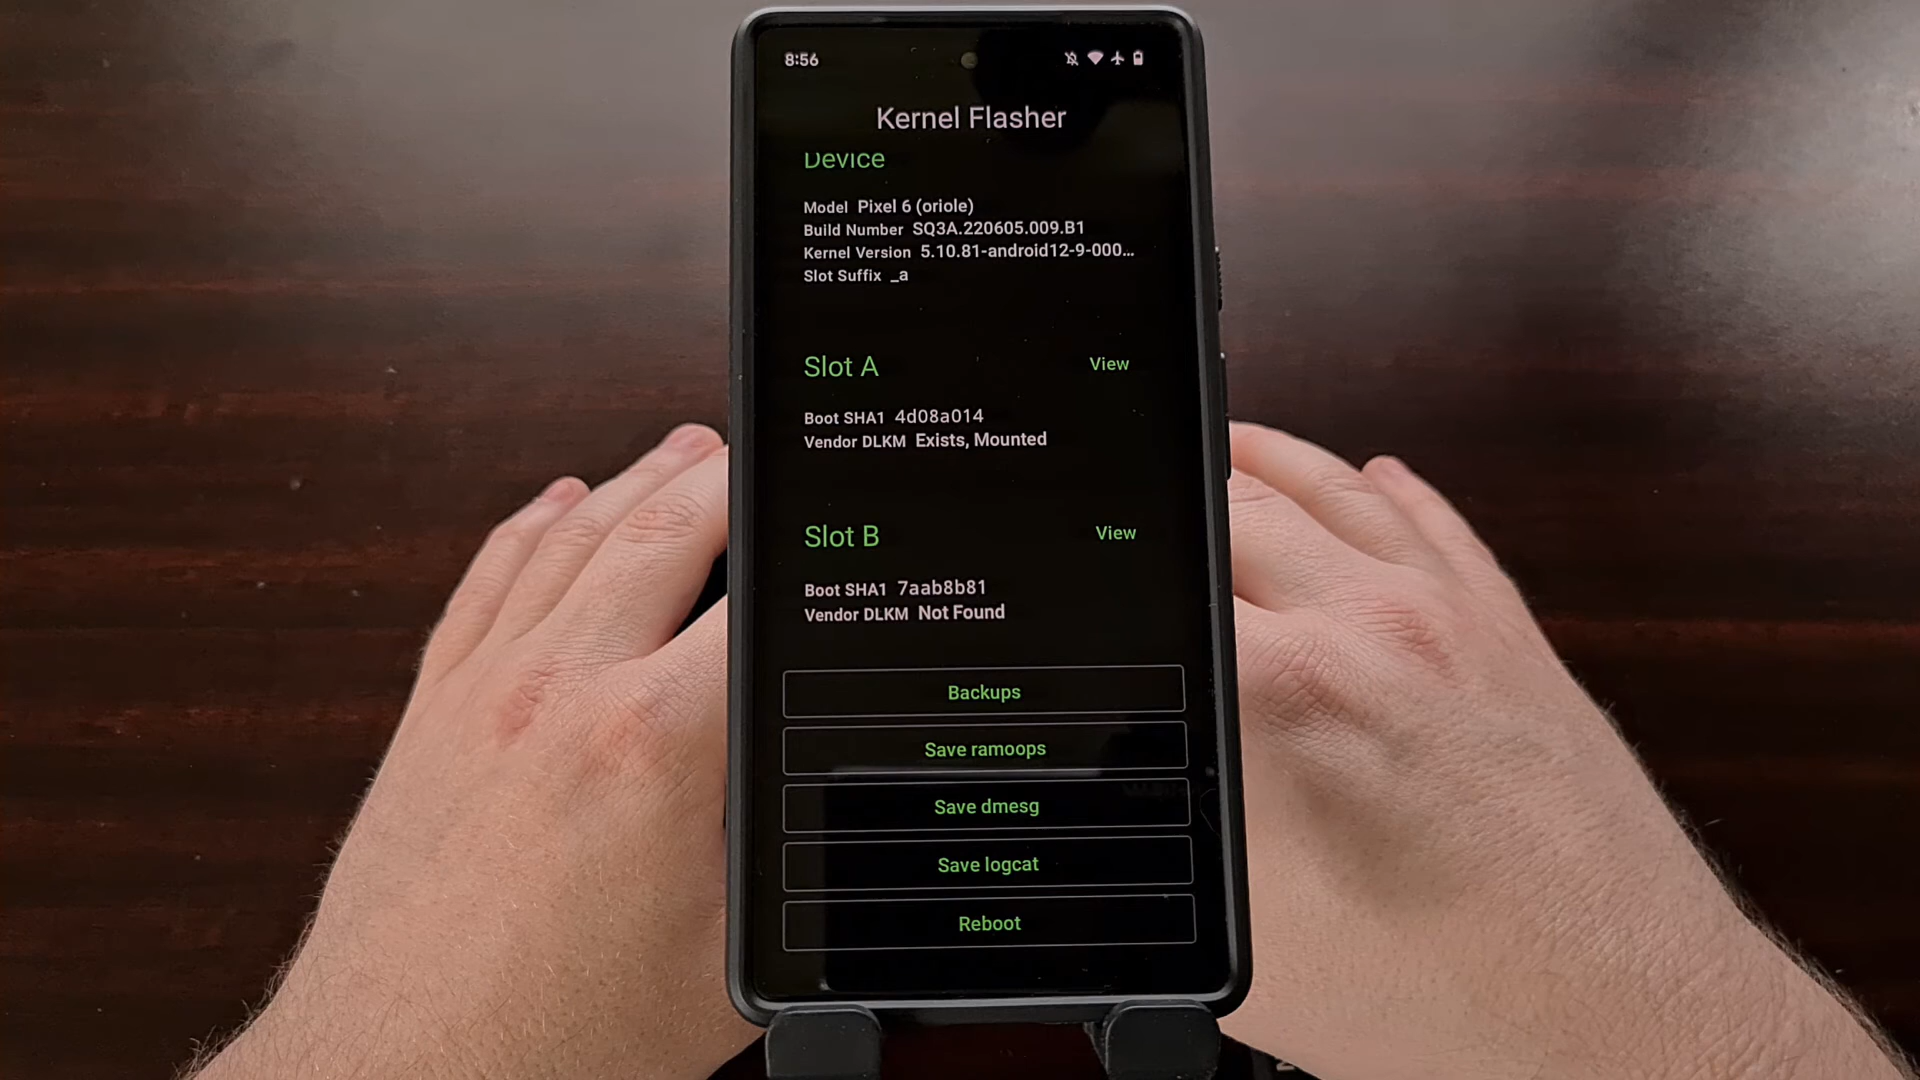 8:56
Kernel Flasher
Device
Model Pixel 6 (oriole)
Build Number SQ3A.220605.009.B1
Kernel Version 5.10.81-android12-9-000...
Slot Suffix _a
Slot A View
Boot SHA1 4d08a014
Vendor DLKM Exists, Mounted
Slot B View
Boot SHA1 7aab8b81
Vendor DLKM Not Found
Backups
Save ramoops
Save dmesg
Save logcat
Reboot